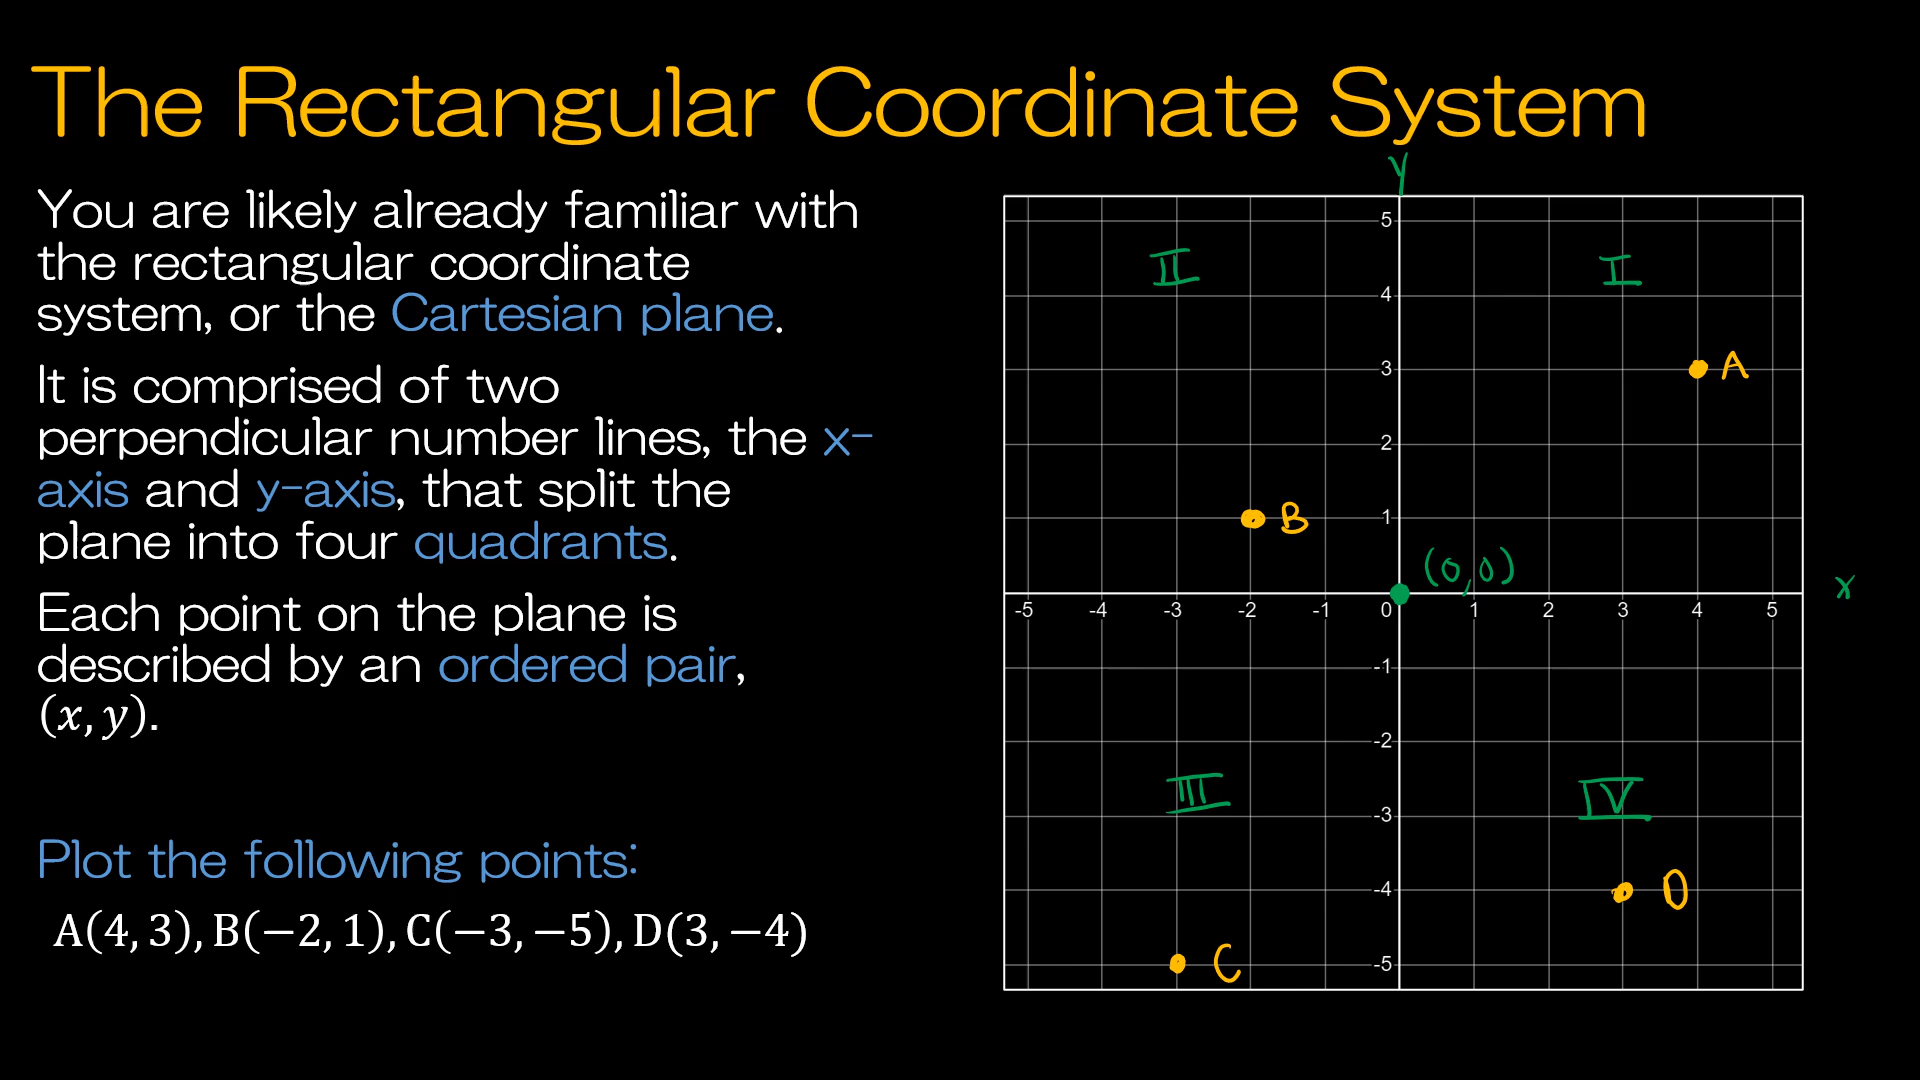 The Rectangular Coordinate System
You are likely already familiar with
the rectangular coordinate
system, or the Cartesian plane.
It is comprised of two
perpendicular number lines, the x-
axis and y-axis, that split the
plane into four quadrants.
Each point on the plane is
described by an ordered pair,
(x, y).
Plot the following points:
A(4, 3), B(−2, 1), C(−3, −5), D(3, −4)
y
5
II I
4
3 A
2
B 1
(0,0)
x
-5 -4 -3 -2 -1 0 1 2 3 4 5
-1
-2
III IV
-3
-4 D
C -5